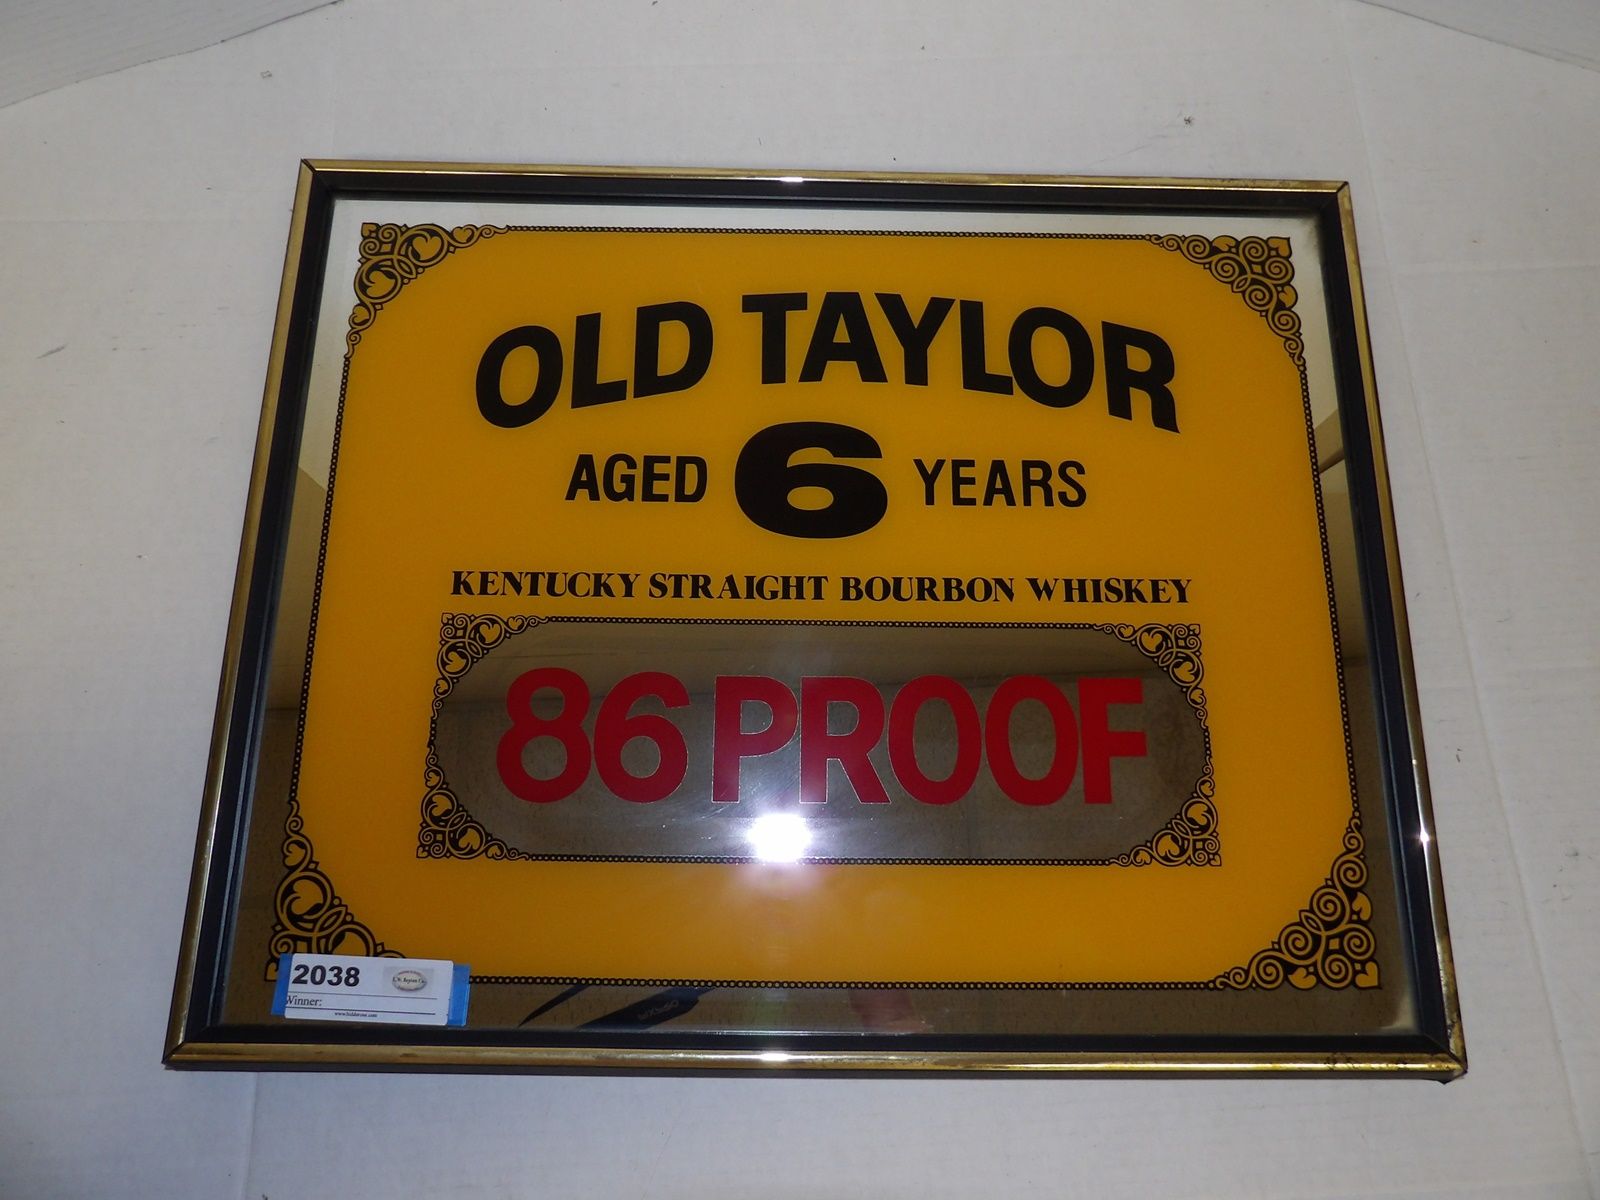 OLD TAYLOR
AGED 6 YEARS
KENTUCKY STRAIGHT BOURBON WHISKEY
86 PROOF
2038
Winner: